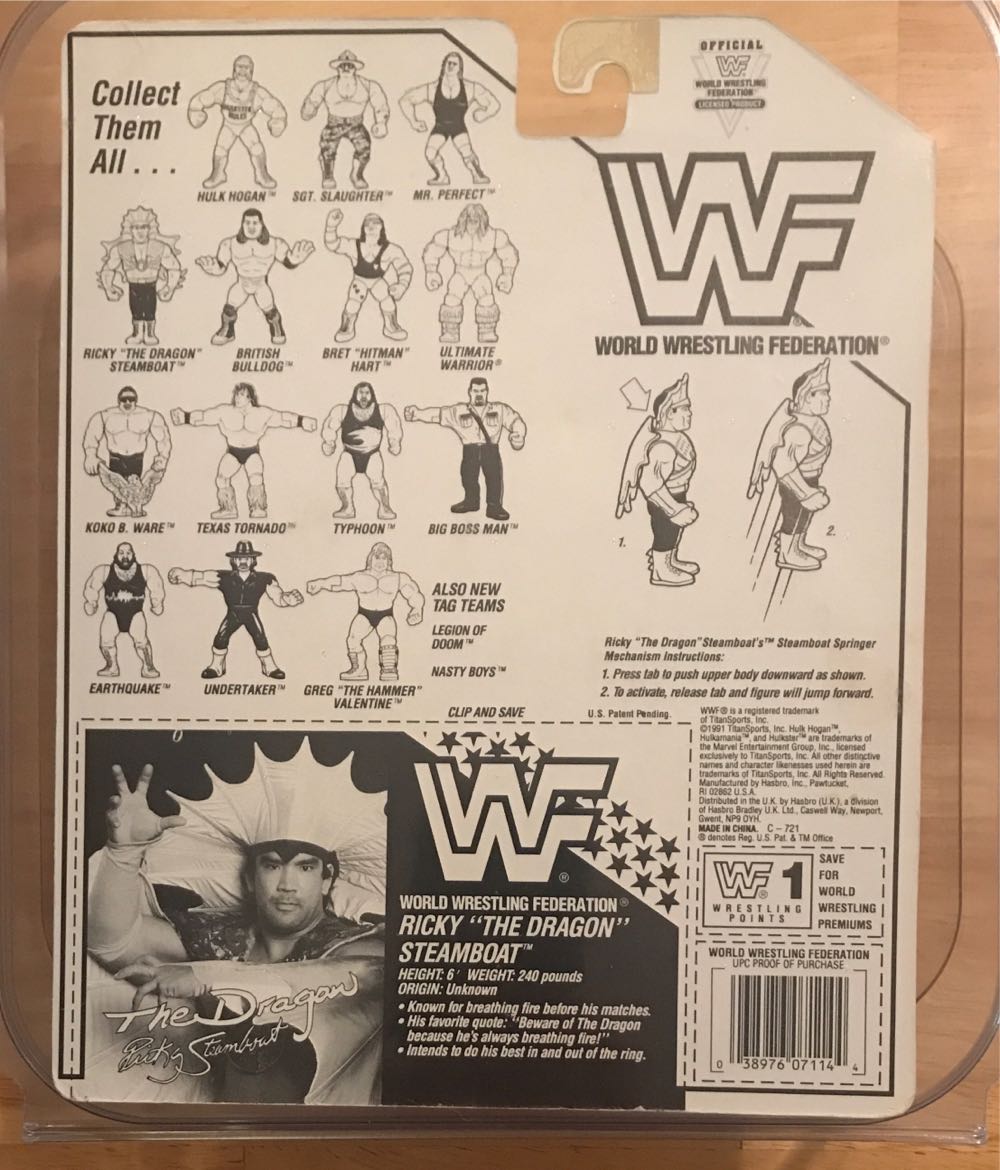 Collect
Them
All . . .
HULK HOGAN™ SGT. SLAUGHTER™ MR. PERFECT™
RICKY "THE DRAGON"
STEAMBOAT™
BRITISH
BULLDOG™
BRET "HITMAN"
HART™
ULTIMATE
WARRIOR®
KOKO B. WARE™ TEXAS TORNADO™ TYPHOON™ BIG BOSS MAN™
EARTHQUAKE™ UNDERTAKER™ GREG "THE HAMMER"
VALENTINE™
ALSO NEW
TAG TEAMS
LEGION OF
DOOM™
NASTY BOYS™
OFFICIAL
WF
WORLD WRESTLING
FEDERATION
LICENSED PRODUCT
WF®
WORLD WRESTLING FEDERATION®
1. 2.
Ricky "The Dragon" Steamboat's™ Steamboat Springer
Mechanism Instructions:
1. Press tab to push upper body downward as shown.
2. To activate, release tab and figure will jump forward.
CLIP AND SAVE
U.S. Patent Pending.
WWF® is a registered trademark
of TitanSports, Inc.
©1991 TitanSports, Inc. Hulk Hogan™,
Hulkamania™, and Hulkster™ are trademarks of
the Marvel Entertainment Group, Inc., licensed
exclusively to TitanSports, Inc. All other distinctive
names and character likenesses used herein are
trademarks of TitanSports, Inc. All Rights Reserved.
Manufactured by Hasbro, Inc., Pawtucket,
RI 02862 U.S.A.
Distributed in the U.K. by Hasbro (U.K.), a division
of Hasbro Bradley U.K. Ltd., Caswell Way, Newport,
Gwent, NP9 0YH.
MADE IN CHINA. C - 721
® denotes Reg. U.S. Pat. & TM Office
WF®
WORLD WRESTLING FEDERATION®
RICKY "THE DRAGON"
STEAMBOAT™
HEIGHT: 6' WEIGHT: 240 pounds
ORIGIN: Unknown
• Known for breathing fire before his matches.
• His favorite quote: "Beware of The Dragon
because he's always breathing fire!"
• Intends to do his best in and out of the ring.
The Dragon
Ricky Steamboat
WF® 1
WRESTLING
POINTS
SAVE
FOR
WORLD
WRESTLING
PREMIUMS
WORLD WRESTLING FEDERATION
UPC PROOF OF PURCHASE
0 38976 07114 4